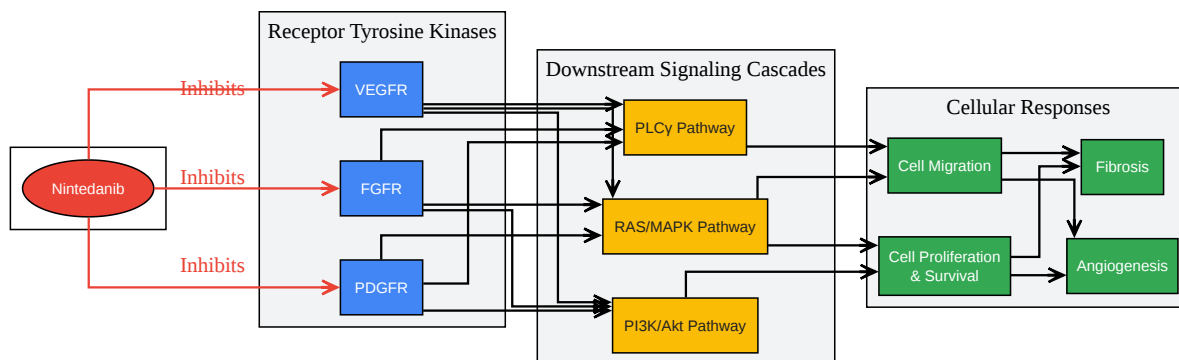 Receptor Tyrosine Kinases
Downstream Signaling Cascades
Cellular Responses
Inhibits
VEGFR
PLCγ Pathway
Cell Migration
Fibrosis
Nintedanib
Inhibits
FGFR
RAS/MAPK Pathway
Cell Proliferation
& Survival
Angiogenesis
Inhibits
PDGFR
PI3K/Akt Pathway